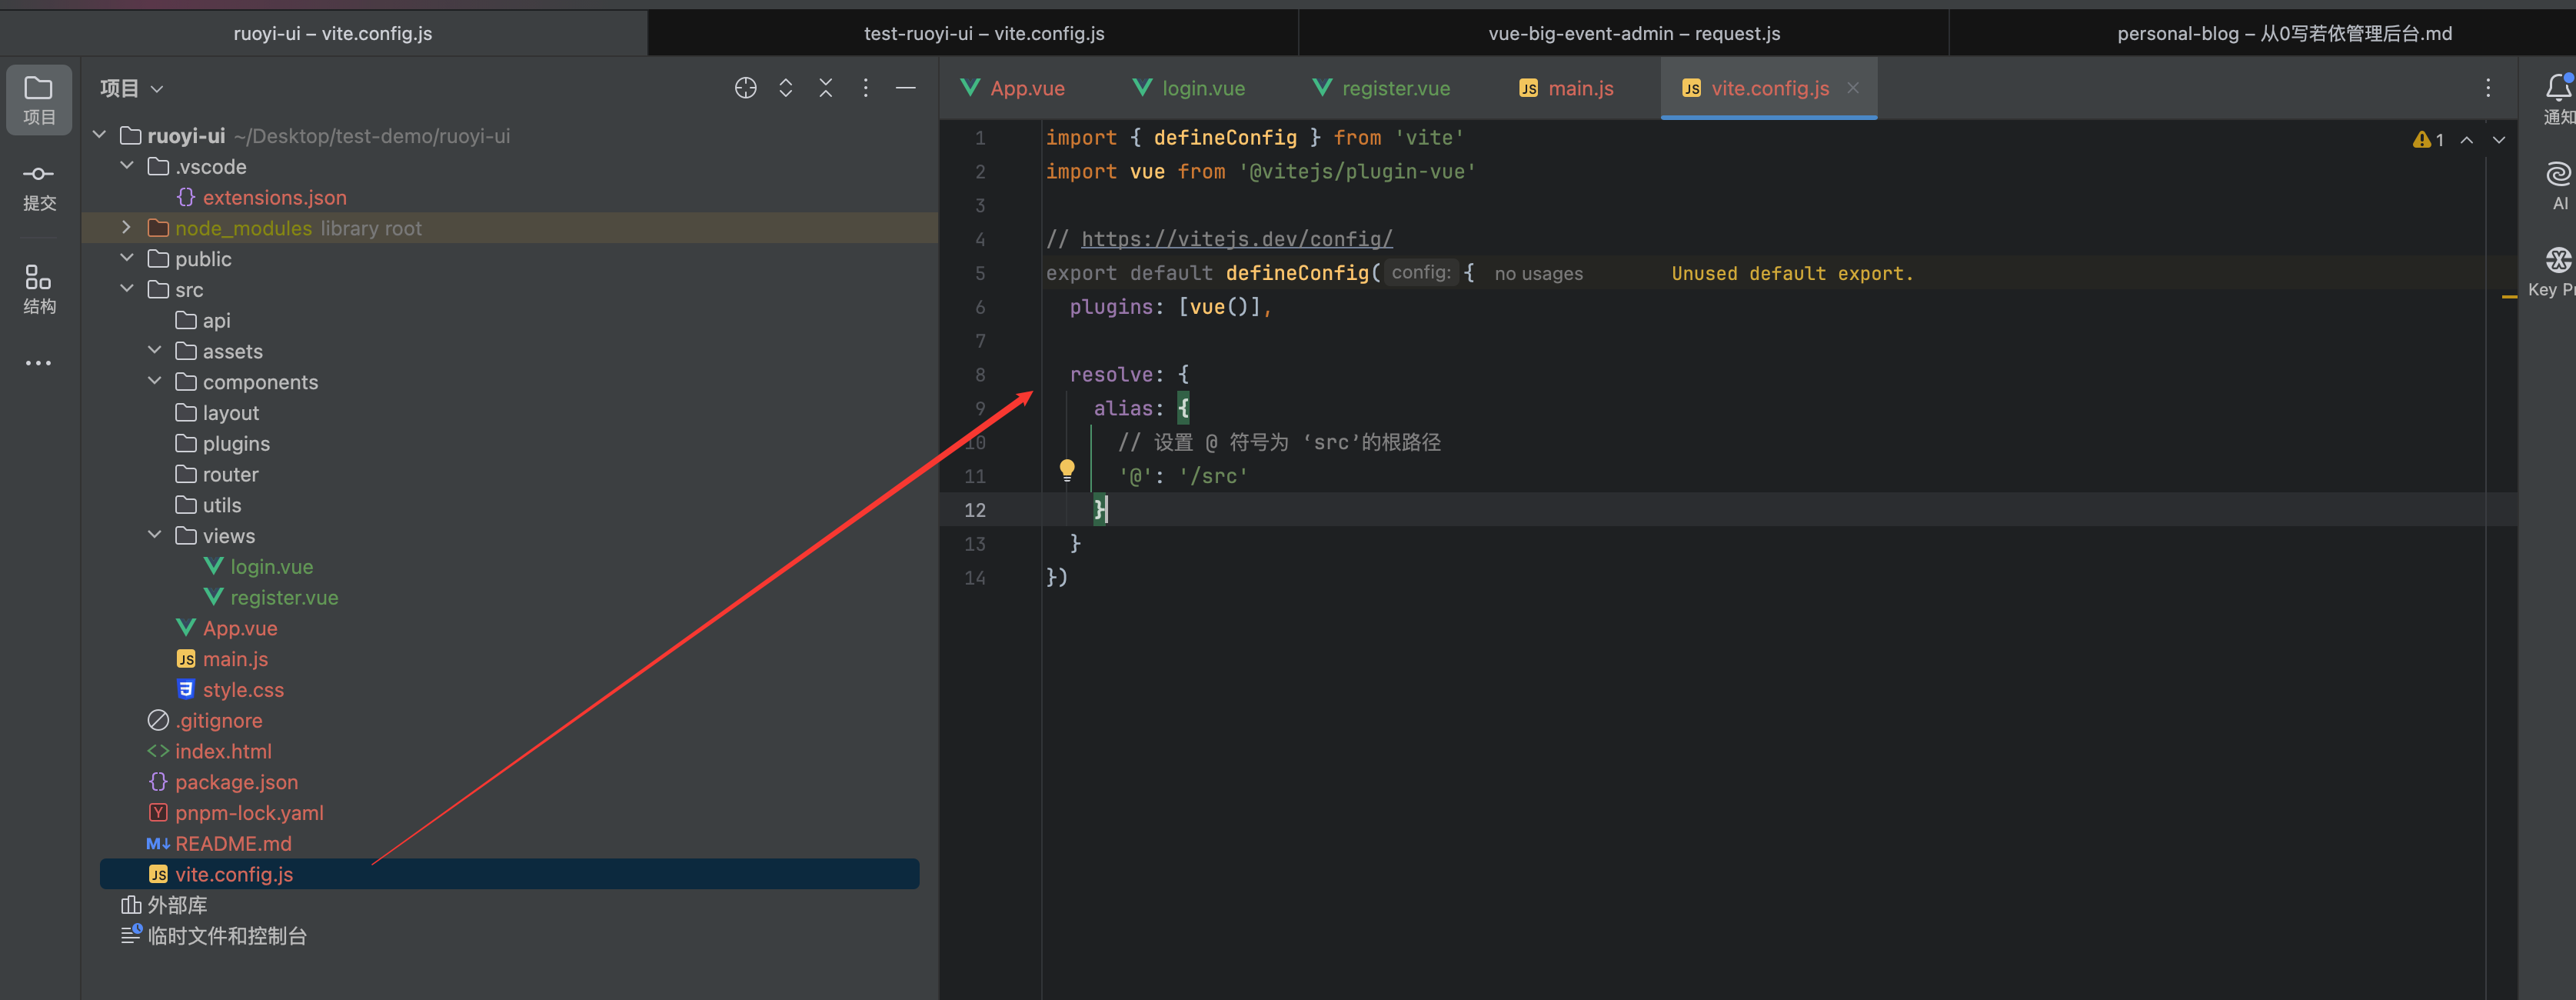 ruoyi-ui – vite.config.js
test-ruoyi-ui – vite.config.js
vue-big-event-admin – request.js
personal-blog – 从0写若依管理后台.md
项目
提交
结构
项目
ruoyi-ui ~/Desktop/test-demo/ruoyi-ui
.vscode
extensions.json
node_modules library root
public
src
api
assets
components
layout
plugins
router
utils
views
login.vue
register.vue
App.vue
main.js
style.css
.gitignore
index.html
package.json
pnpm-lock.yaml
README.md
vite.config.js
外部库
临时文件和控制台
App.vue
login.vue
register.vue
main.js
vite.config.js
1 import { defineConfig } from 'vite'
2 import vue from '@vitejs/plugin-vue'
3
4 // https://vitejs.dev/config/
5 export default defineConfig( config: { no usages Unused default export.
6 plugins: [vue()],
7
8 resolve: {
9 alias: {
10 // 设置 @ 符号为 ‘src’的根路径
11 '@': '/src'
12 }
13 }
14 })
1
通知
AI
Key Pr